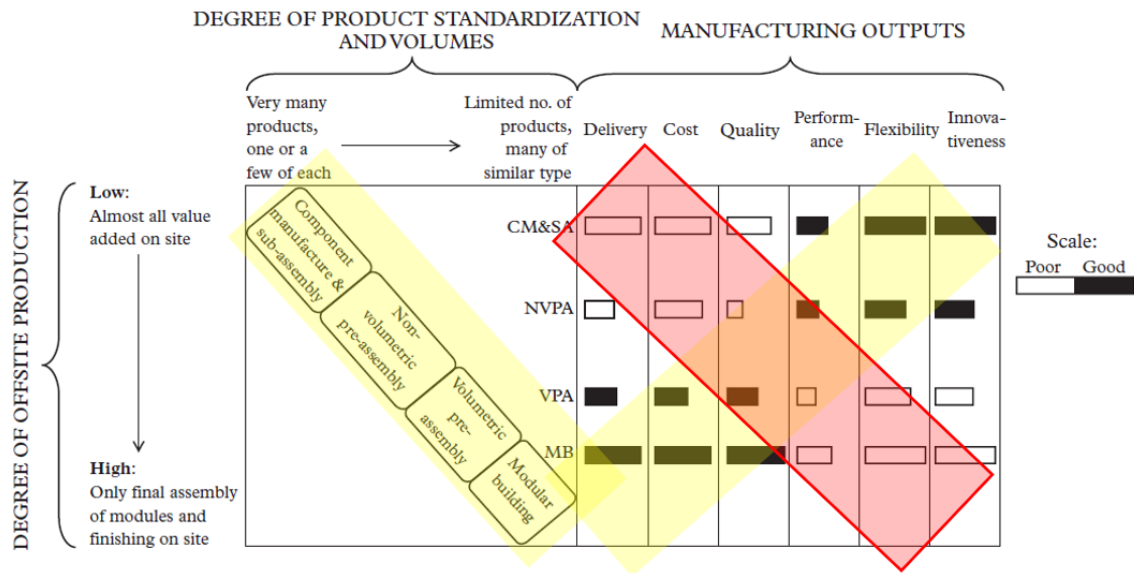 DEGREE OF PRODUCT STANDARDIZATION
AND VOLUMES
MANUFACTURING OUTPUTS
Very many
products,
one or a
few of each
Limited no. of
products,
many of
similar type
Delivery
Cost
Quality
Perform-
ance
Flexibility
Innova-
tiveness
DEGREE OF OFFSITE PRODUCTION
Low:
Almost all value
added on site
High:
Only final assembly
of modules and
finishing on site
Component
manufacture &
sub-assembly
Non-
volumetric
pre-assembly
Volumetric
pre-
assembly
Modular
building
CM&SA
NVPA
VPA
MB
Scale:
Poor Good